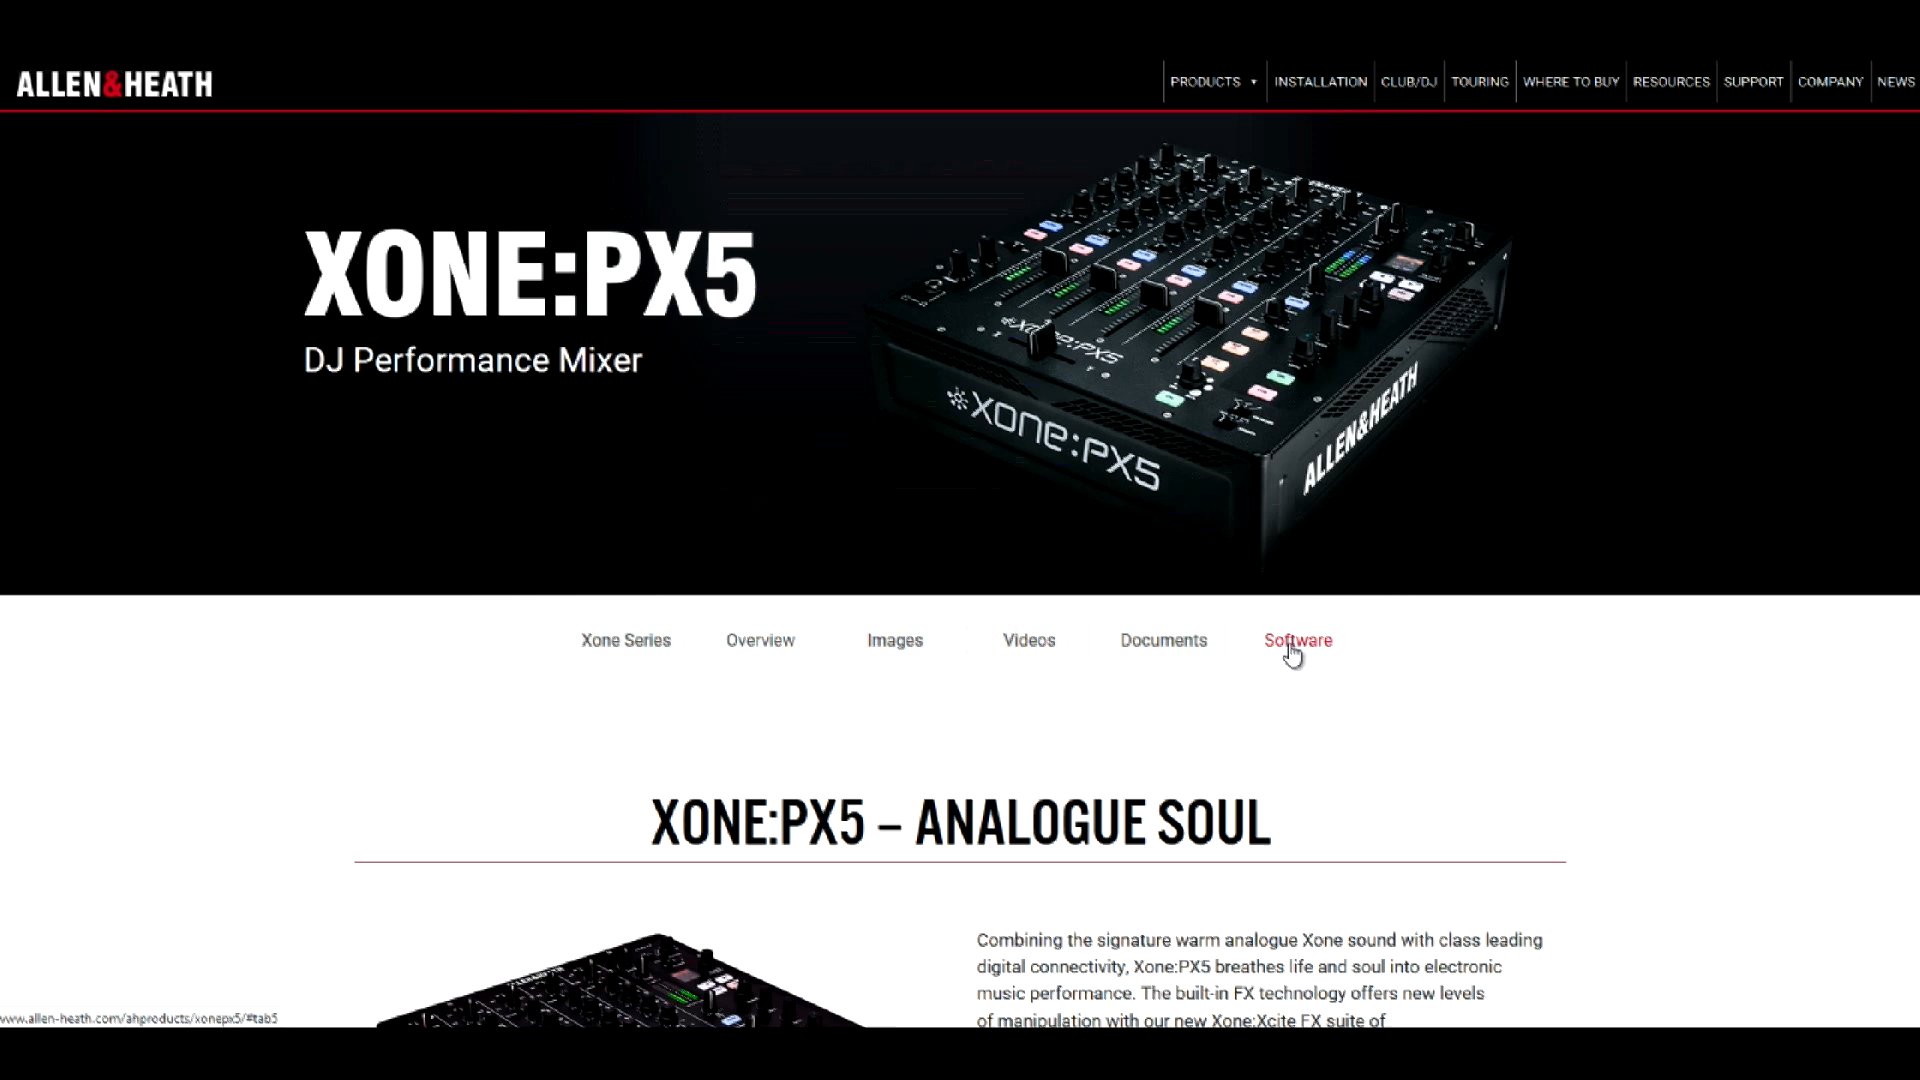 ALLEN&HEATH
PRODUCTS ▾ INSTALLATION CLUB/DJ TOURING WHERE TO BUY RESOURCES SUPPORT COMPANY NEWS
XONE:PX5
DJ Performance Mixer
xone:PX5
xone:PX5
ALLEN&HEATH
Xone Series Overview Images Videos Documents Software
XONE:PX5 – ANALOGUE SOUL
Combining the signature warm analogue Xone sound with class leading
digital connectivity, Xone:PX5 breathes life and soul into electronic
music performance. The built-in FX technology offers new levels
of manipulation with our new Xone:Xcite FX suite of
www.allen-heath.com/ahproducts/xonepx5/#tab5